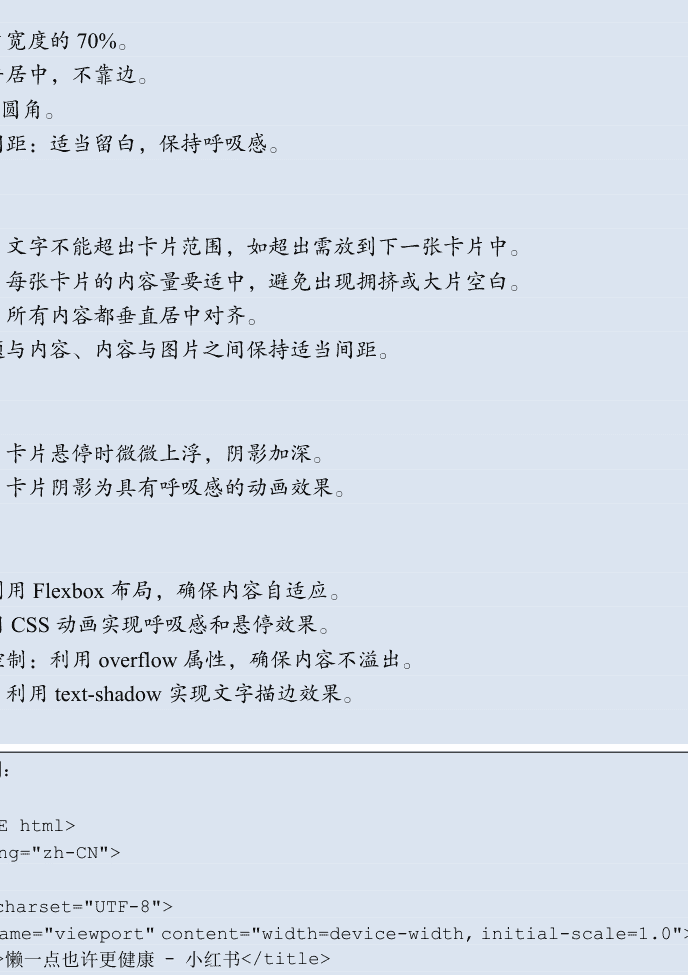 宽度的 70%。
居中，不靠边。
圆角。
距：适当留白，保持呼吸感。
文字不能超出卡片范围，如超出需放到下一张卡片中。
每张卡片的内容量要适中，避免出现拥挤或大片空白。
所有内容都垂直居中对齐。
与内容、内容与图片之间保持适当间距。
卡片悬停时微微上浮，阴影加深。
卡片阴影为具有呼吸感的动画效果。
用 Flexbox 布局，确保内容自适应。
CSS 动画实现呼吸感和悬停效果。
制：利用 overflow 属性，确保内容不溢出。
利用 text-shadow 实现文字描边效果。
：
E html>
ng="zh-CN">
charset="UTF-8">
ame="viewport" content="width=device-width, initial-scale=1.0">
>懒一点也许更健康 - 小红书</title>